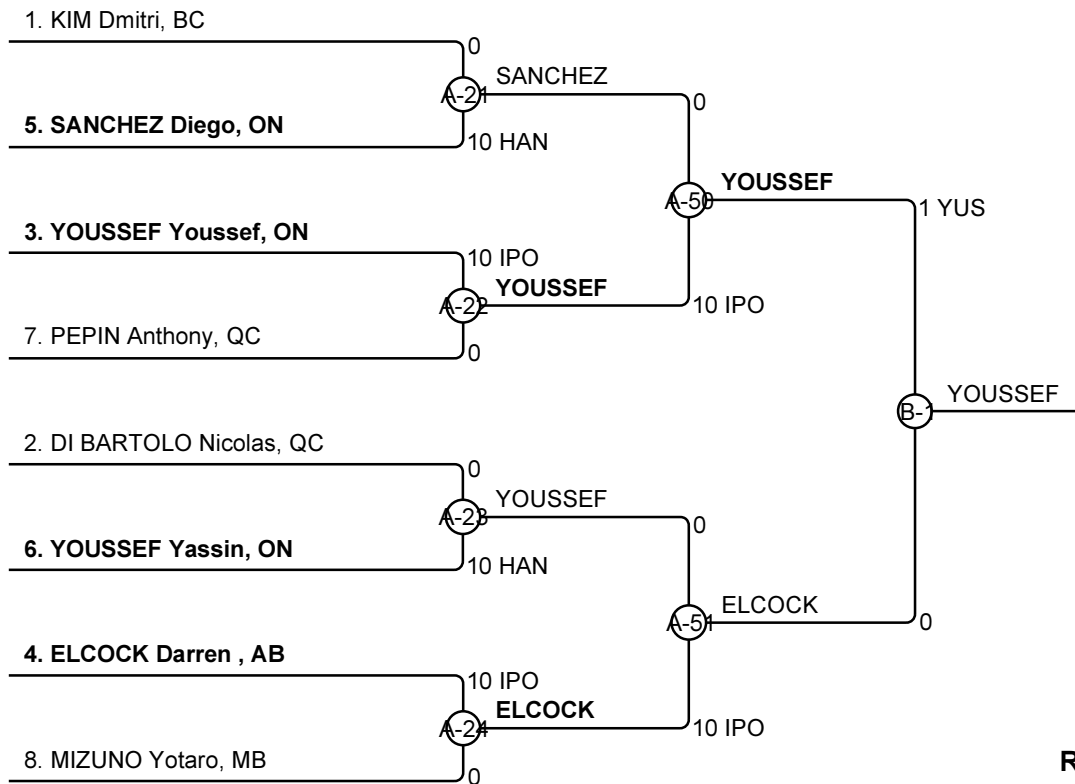 1. KIM Dmitri, BC
0
A-21
SANCHEZ
0
5. SANCHEZ Diego, ON
10 HAN
A-50
YOUSSEF
1 YUS
3. YOUSSEF Youssef, ON
10 IPO
A-22
YOUSSEF
10 IPO
7. PEPIN Anthony, QC
0
B-1
YOUSSEF
2. DI BARTOLO Nicolas, QC
0
A-23
YOUSSEF
0
6. YOUSSEF Yassin, ON
10 HAN
A-51
ELCOCK
0
4. ELCOCK Darren , AB
10 IPO
A-24
ELCOCK
10 IPO
8. MIZUNO Yotaro, MB
0
R